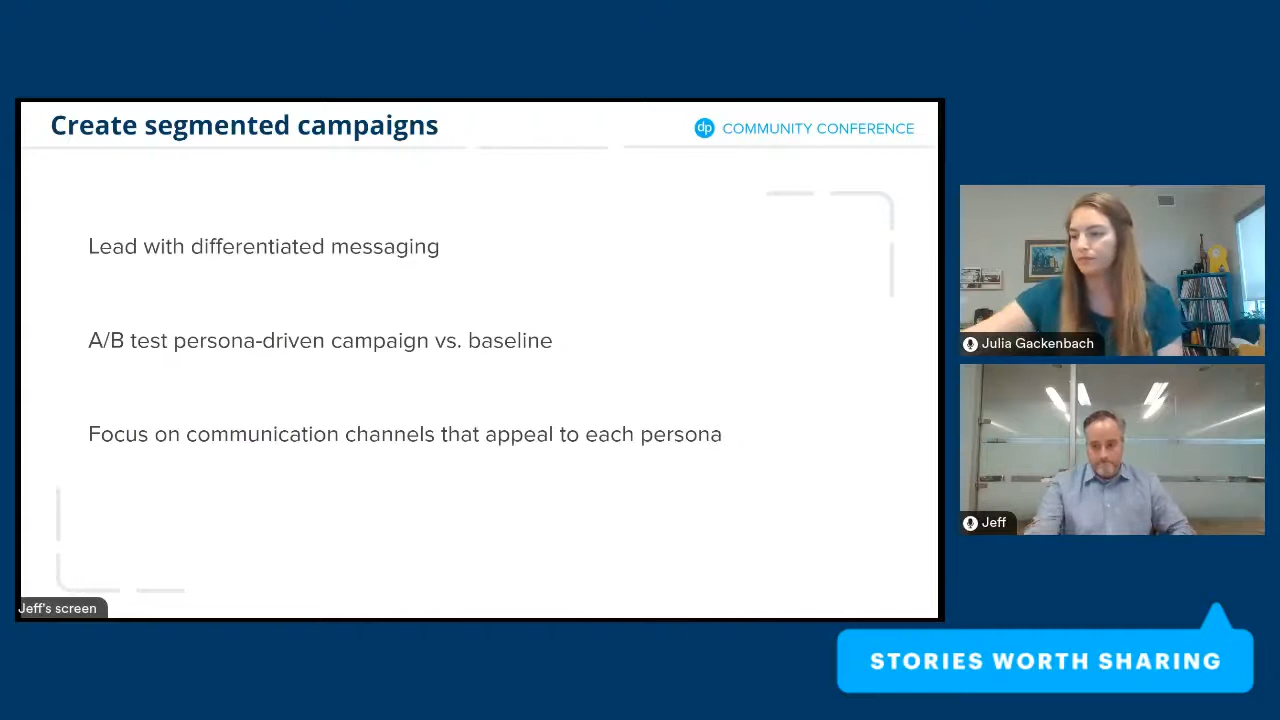 Create segmented campaigns
dp COMMUNITY CONFERENCE
Lead with differentiated messaging
A/B test persona-driven campaign vs. baseline
Focus on communication channels that appeal to each persona
Jeff's screen
Julia Gackenbach
Jeff
STORIES WORTH SHARING